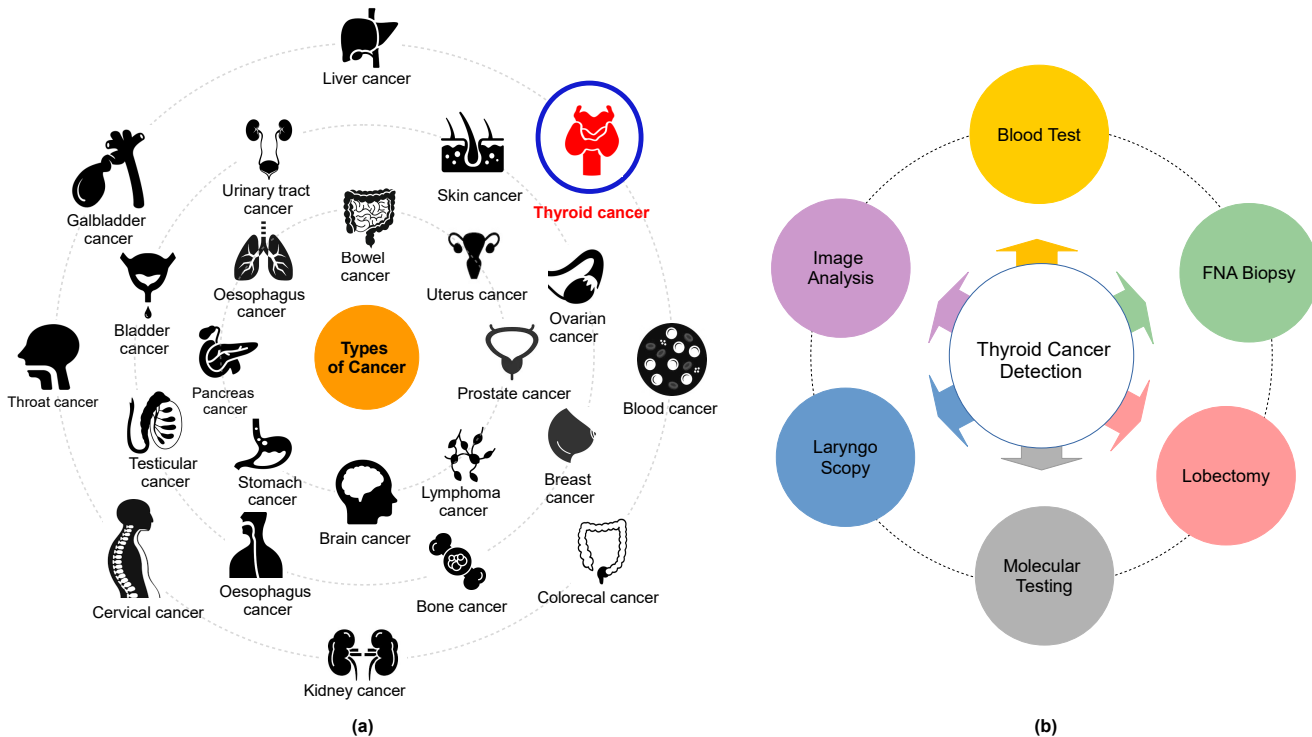 Liver cancer
Thyroid cancer
Galbladder
cancer
Urinary tract
cancer
Skin cancer
Bowel
cancer
Oesophagus
cancer
Uterus cancer
Ovarian
cancer
Bladder
cancer
Types
of Cancer
Throat cancer
Pancreas
cancer
Prostate cancer
Blood cancer
Testicular
cancer
Stomach
cancer
Lymphoma
cancer
Breast
cancer
Brain cancer
Cervical cancer
Oesophagus
cancer
Bone cancer
Colorecal cancer
Kidney cancer
(a)
Blood Test
Image
Analysis
FNA Biopsy
Thyroid Cancer
Detection
Laryngo
Scopy
Lobectomy
Molecular
Testing
(b)